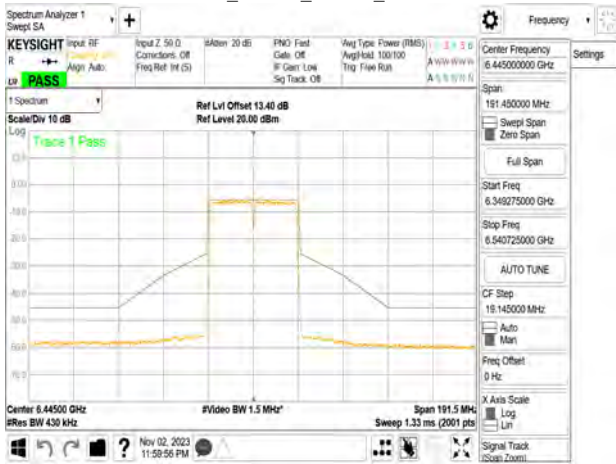 Spectrum Analyzer 1
Swept SA
+
Frequency
KEYSIGHT
R
PASS
Input: RF
Align: Auto
Input Z: 50 Ω
Corrections: Off
Freq Ref: Int (S)
#Atten: 20 dB
PNO: Fast
Gate: Off
IF Gain: Low
Sig Track: Off
Avg Type: Power (RMS)
Avg|Hold: 100/100
Trig: Free Run
1 Spectrum
Scale/Div 10 dB
Log
Ref Lvl Offset 13.40 dB
Ref Level 20.00 dBm
Trace 1 Pass
Center 6.44500 GHz
#Res BW 430 kHz
#Video BW 1.5 MHz*
Span 191.5 MHz
Sweep 1.33 ms (2001 pts
Nov 02, 2023
11:59:56 PM
Center Frequency
6.445000000 GHz
Settings
Span
191.450000 MHz
Swept Span
Zero Span
Full Span
Start Freq
6.349275000 GHz
Stop Freq
6.540725000 GHz
AUTO TUNE
CF Step
19.145000 MHz
Auto
Man
Freq Offset
0 Hz
X Axis Scale
Log
Lin
Signal Track
(Span Zoom)